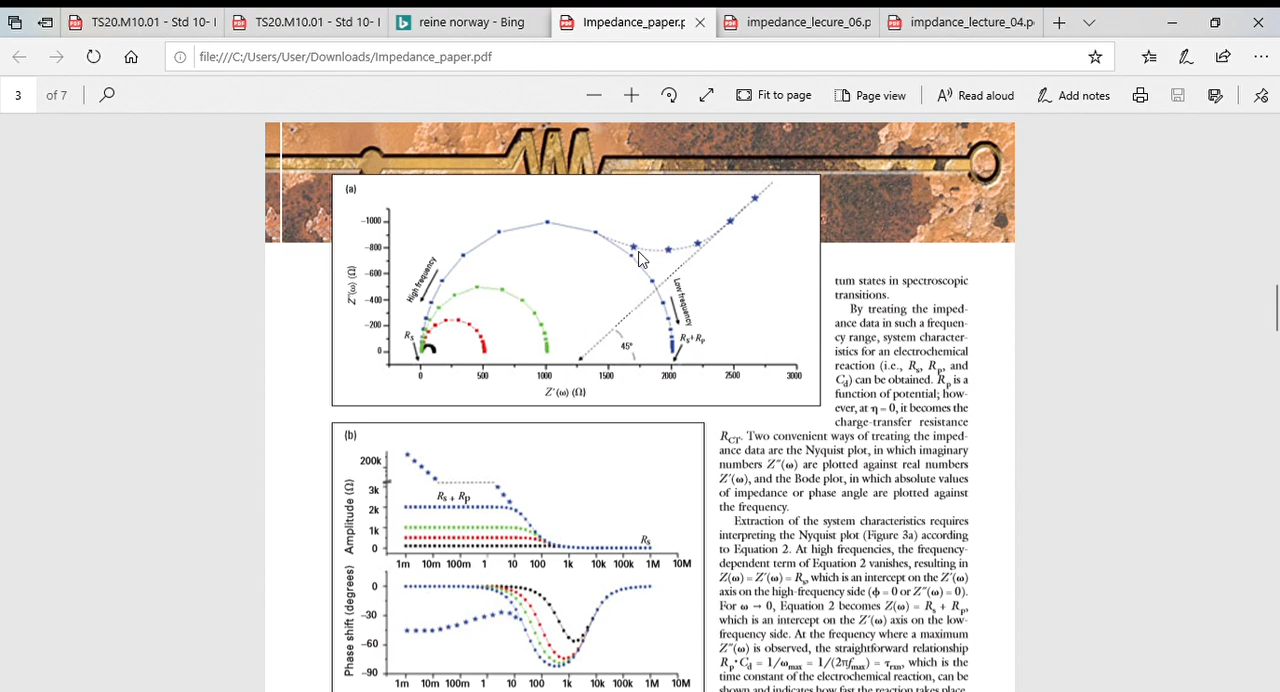 TS20.M10.01 - Std 10- I
TS20.M10.01 - Std 10- I
reine norway - Bing
Impedance_paper.p
impedance_lecure_06.p
impdance_lecture_04.p
file:///C:/Users/User/Downloads/Impedance_paper.pdf
3 of 7
Fit to page
Page view
Read aloud
Add notes
(a)
Z"(ω) (Ω)
-1000
-800
-600
-400
-200
0
High frequency
Low frequency
Rs
Rs+Rp
45°
0 500 1000 1500 2000 2500 3000
Z'(ω) (Ω)
(b)
Amplitude (Ω)
200k
3k
2k
1k
0
Rs + Rp
Rs
1m 10m 100m 1 10 100 1k 10k 100k 1M 10M
Phase shift (degrees)
0
-30
-60
-90
1m 10m 100m 1 10 100 1k 10k 100k 1M 10M
tum states in spectroscopic
transitions.
By treating the imped-
ance data in such a frequen-
cy range, system character-
istics for an electrochemical
reaction (i.e., Rs, Rp, and
Cd) can be obtained. Rp is a
function of potential; how-
ever, at η = 0, it becomes the
charge-transfer resistance
RCT. Two convenient ways of treating the imped-
ance data are the Nyquist plot, in which imaginary
numbers Z"(ω) are plotted against real numbers
Z'(ω), and the Bode plot, in which absolute values
of impedance or phase angle are plotted against
the frequency.
Extraction of the system characteristics requires
interpreting the Nyquist plot (Figure 3a) according
to Equation 2. At high frequencies, the frequency-
dependent term of Equation 2 vanishes, resulting in
Z(ω) = Z'(ω) = Rs, which is an intercept on the Z'(ω)
axis on the high-frequency side (ϕ = 0 or Z"(ω) = 0).
For ω → 0, Equation 2 becomes Z(ω) = Rs + Rp,
which is an intercept on the Z'(ω) axis on the low-
frequency side. At the frequency where a maximum
Z"(ω) is observed, the straightforward relationship
Rp·Cd = 1/ωmax = 1/(2πfmax) = τrxn, which is the
time constant of the electrochemical reaction, can be
shown and indicates how fast the reaction takes place.